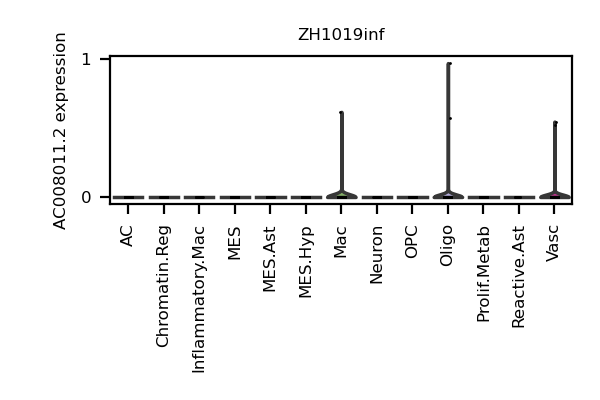 ZH1019inf
AC008011.2 expression
1
0
AC
Chromatin.Reg
Inflammatory.Mac
MES
MES.Ast
MES.Hyp
Mac
Neuron
OPC
Oligo
Prolif.Metab
Reactive.Ast
Vasc